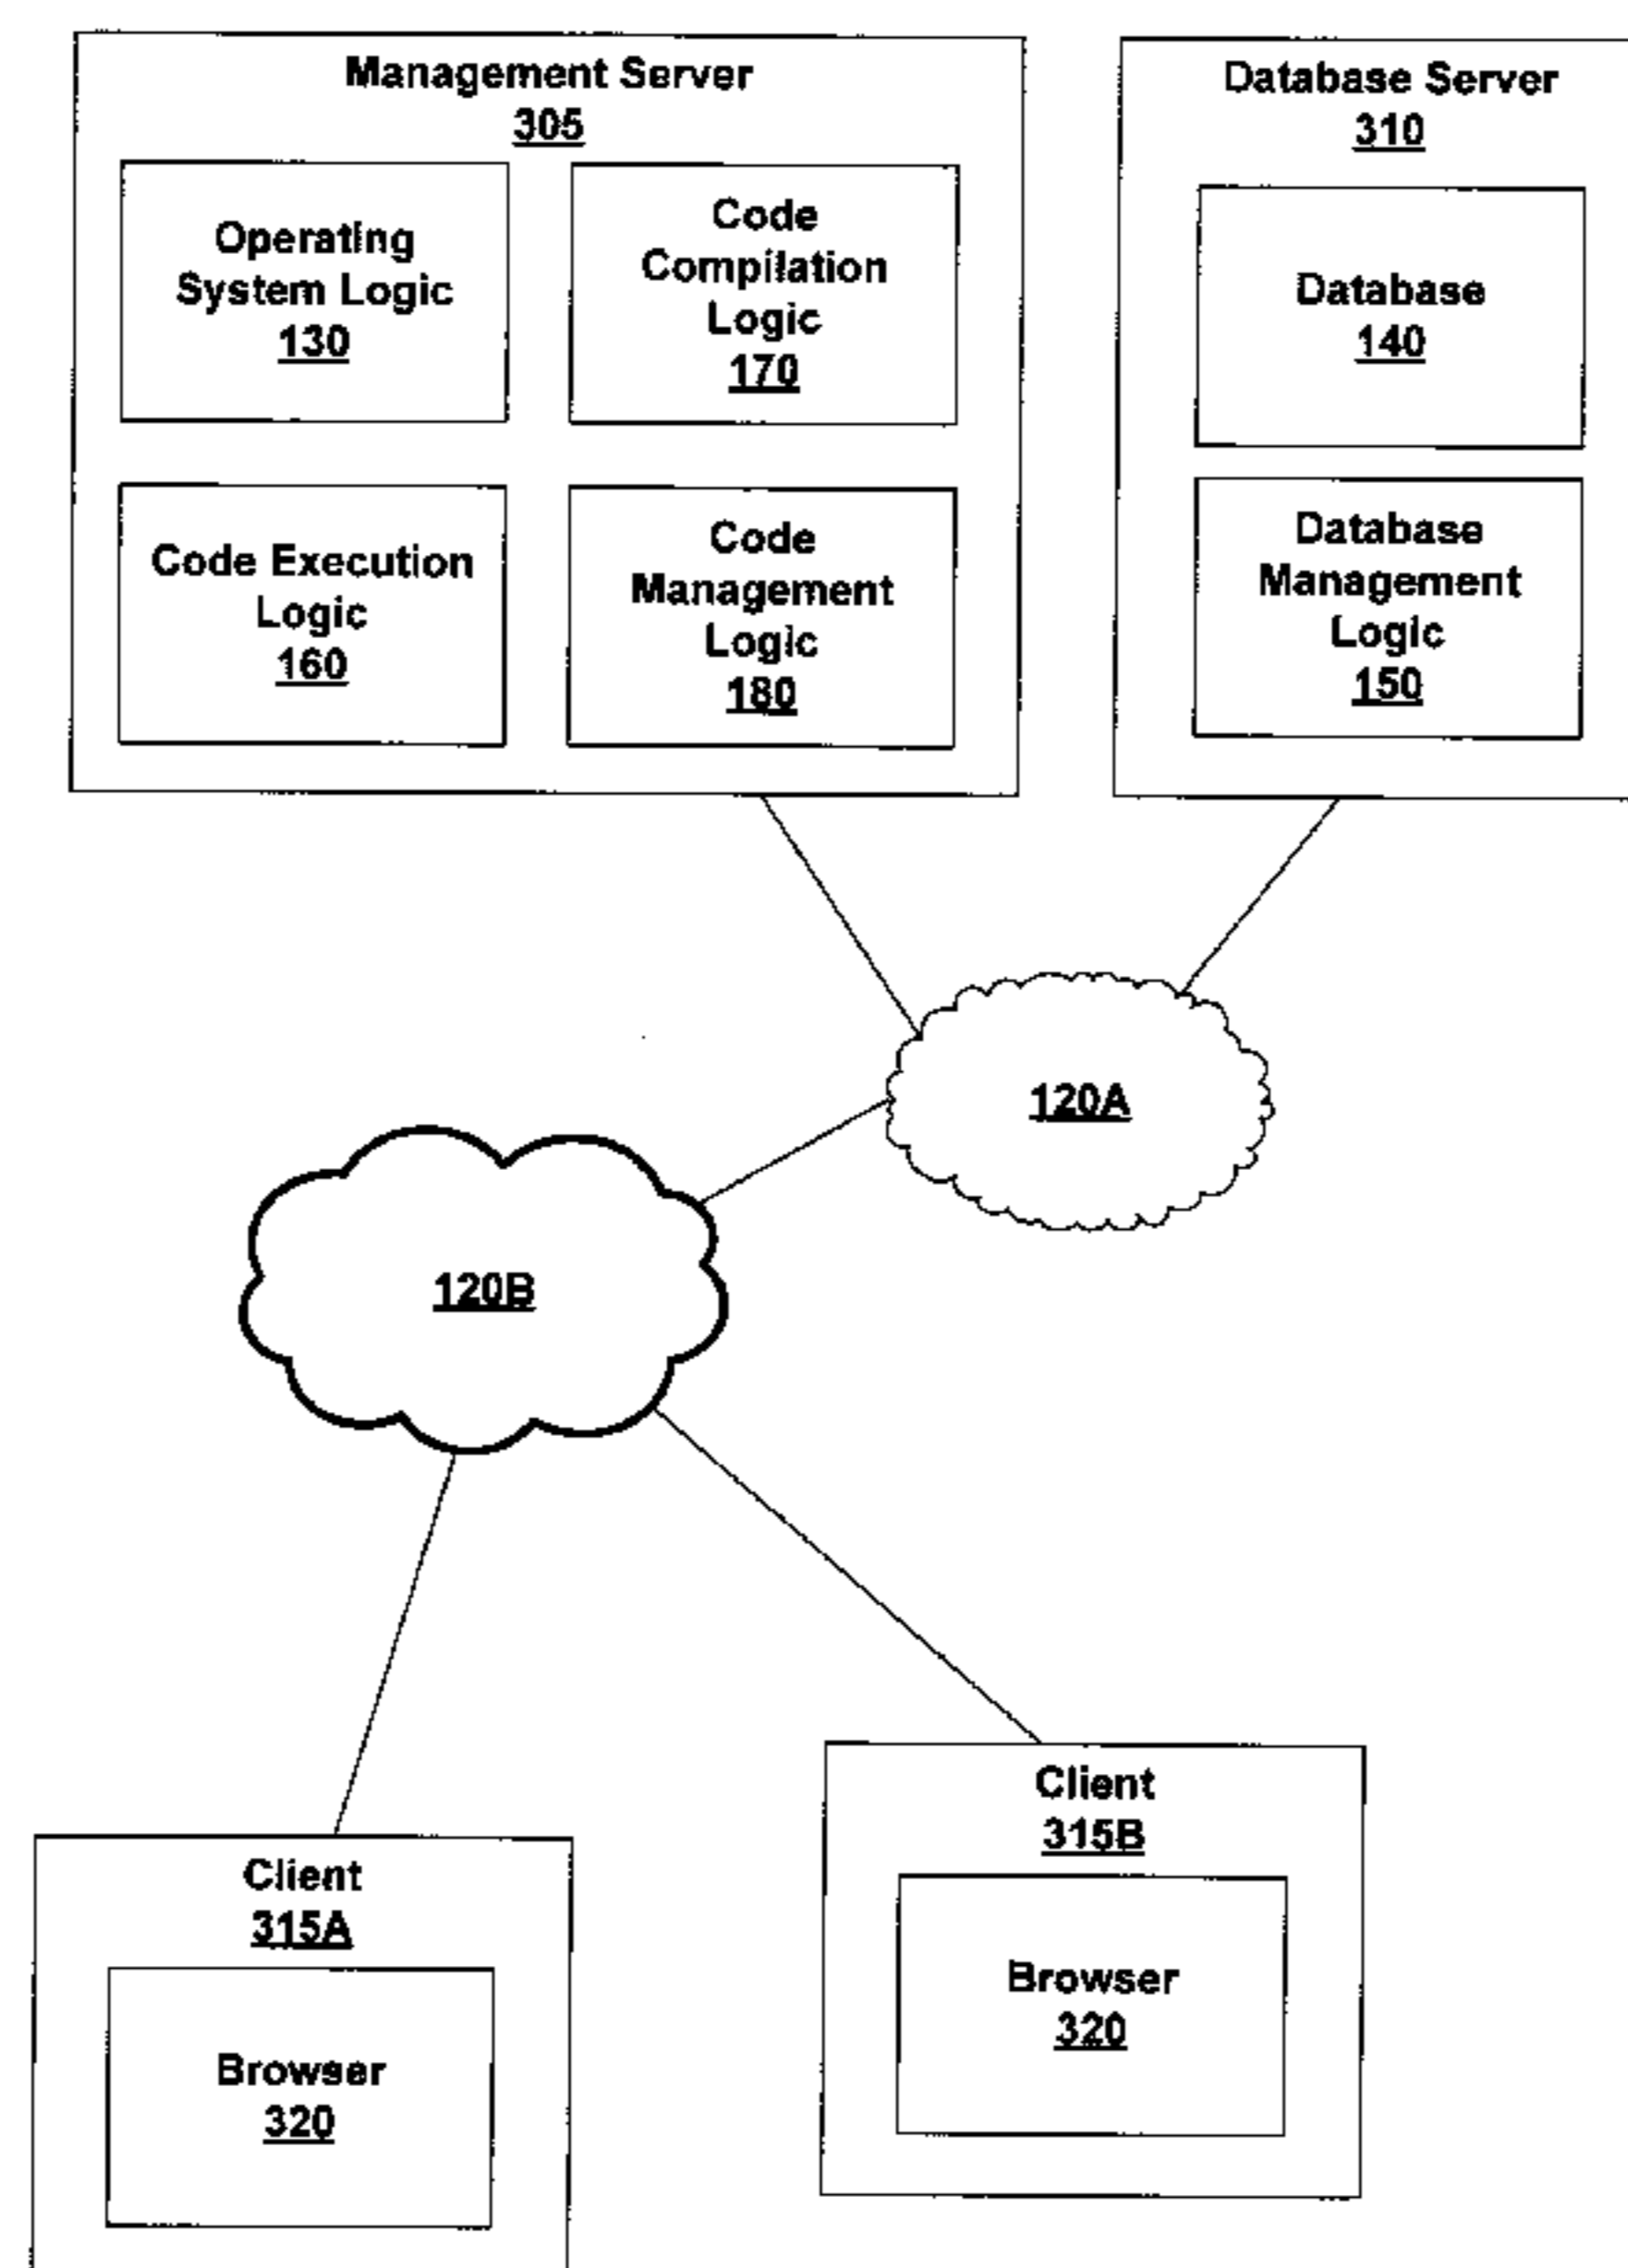 Management Server
305
Operating
System Logic
130
Code
Compilation
Logic
170
Code Execution
Logic
160
Code
Management
Logic
180
Database Server
310
Database
140
Database
Management
Logic
150
120A
120B
Client
315A
Browser
320
Client
315B
Browser
320